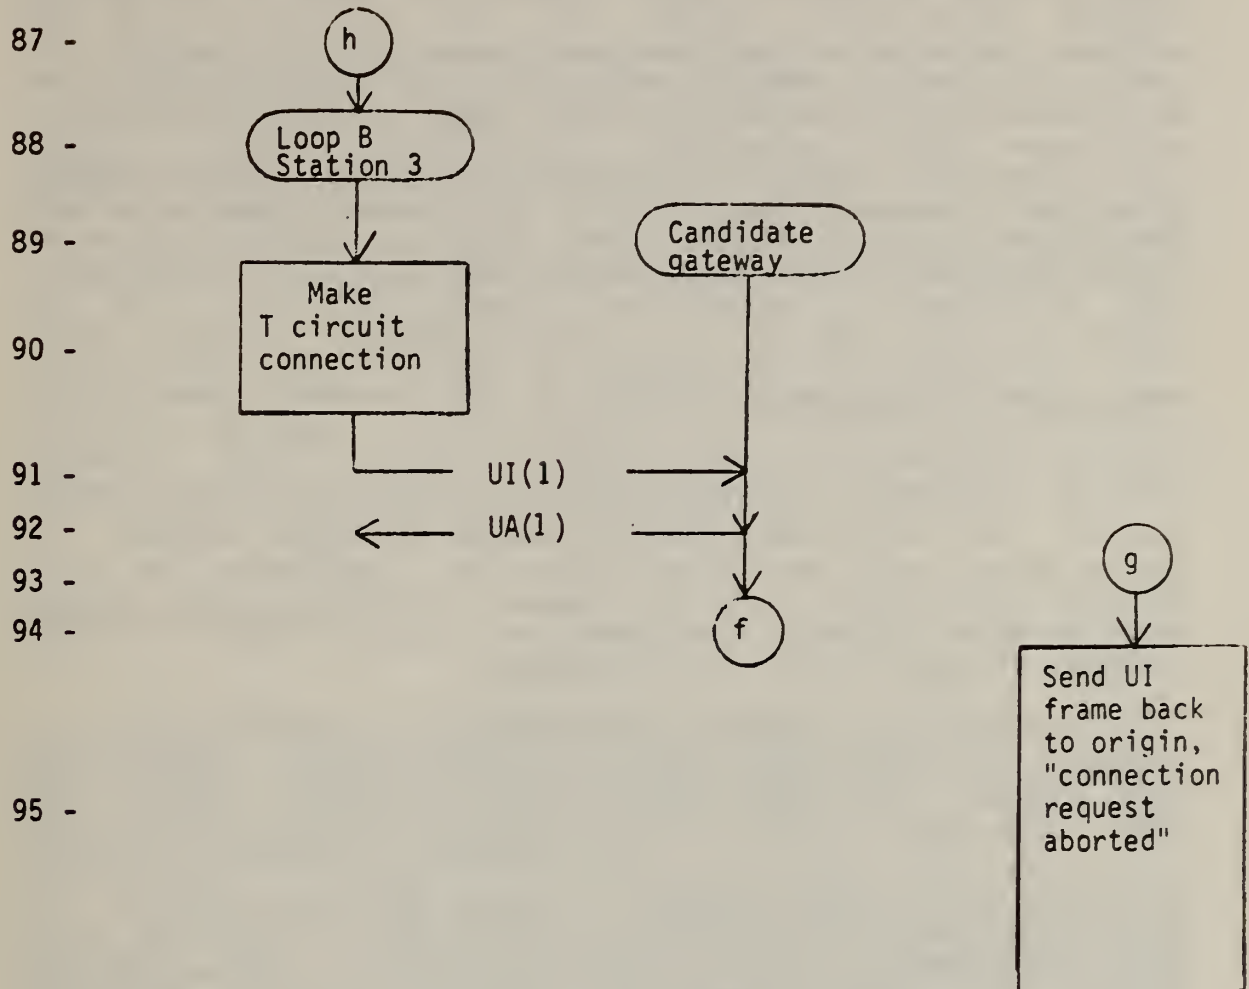 87 -
h
88 -
Loop B
Station 3
89 -
Candidate
gateway
Make
T circuit
connection
90 -
91 -
UI(1)
92 -
UA(1)
93 -
g
94 -
f
Send UI
frame back
to origin,
"connection
request
aborted"
95 -